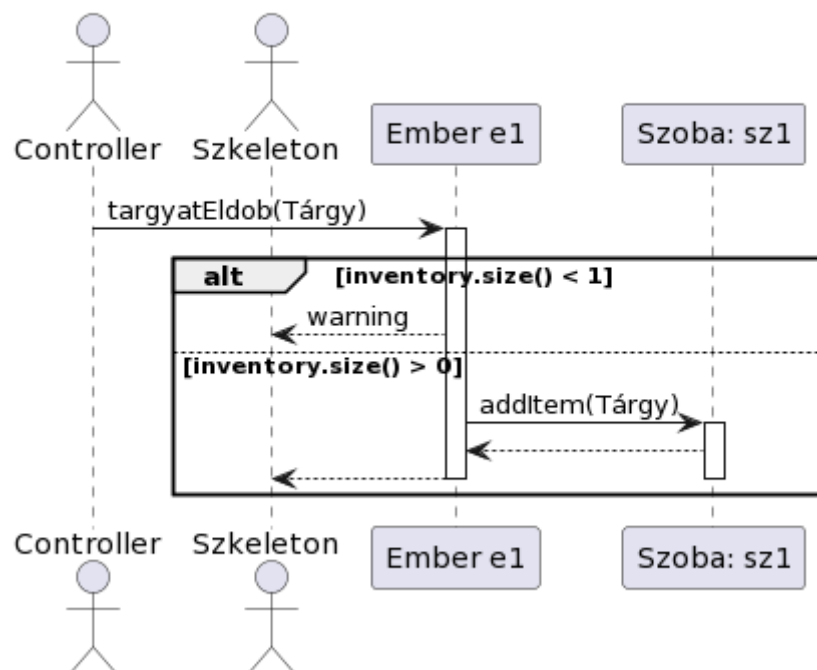 Controller
Szkeleton
Ember e1
Szoba: sz1
targyatEldob(Tárgy)
alt
[inventory.size() < 1]
warning
[inventory.size() > 0]
addItem(Tárgy)
Controller
Szkeleton
Ember e1
Szoba: sz1